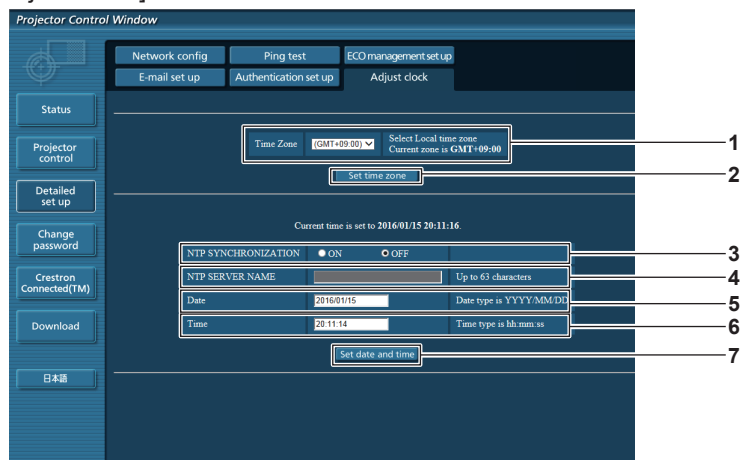 Projector Control Window
Network config
Ping test
ECO management set up
E-mail set up
Authentication set up
Adjust clock
Status
Projector
control
Detailed
set up
Change
password
Crestron
Connected(TM)
Download
日本語
Time Zone
(GMT+09:00)
Select Local time zone
Current zone is GMT+09:00
1
Set time zone
2
Current time is set to 2016/01/15 20:11:16.
NTP SYNCHRONIZATION
ON
OFF
3
NTP SERVER NAME
Up to 63 characters
4
Date
2016/01/15
Date type is YYYY/MM/DD
5
Time
20:11:14
Time type is hh:mm:ss
6
Set date and time
7